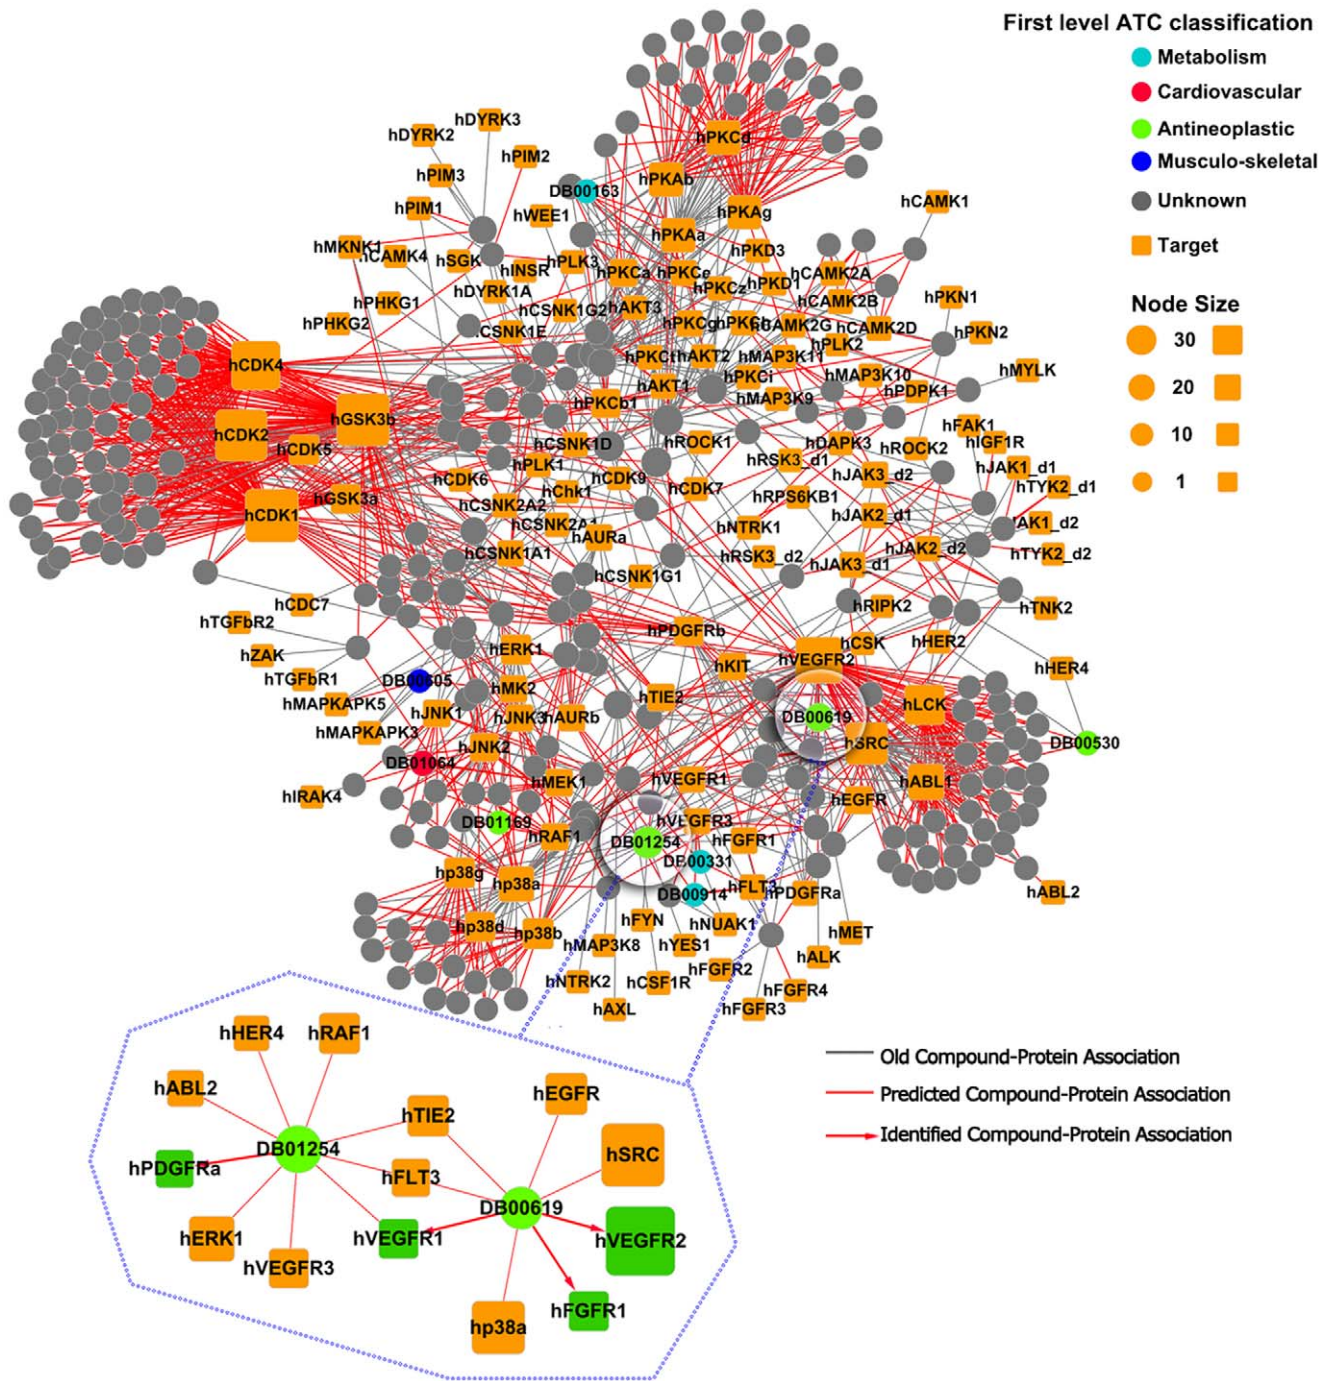 First level ATC classification
Metabolism
Cardiovascular
Antineoplastic
Musculo-skeletal
Unknown
Target
Node Size
30
20
10
1
hDYRK3
hDYRK2
hPKCd
hPIM2
hPIM3
hPKAb
DB00163
hCAMK1
hPIM1
hWEE1
hPKAg
hPKAa
hMKNK1
hCAMK4
hSGK
hINSR
hPLK3
hPKCa
hPKCe
hPKD3
hCAMK2A
hDYRK1A
hPKCz
hPKD1
hPHKG1
hCSNK1G2
hAKT3
hCAMK2B
hPKN1
hPHKG2
CSNK1E
hPKCg
hCAMK2G
hCAMK2D
hPKN2
hPLK2
hCDK4
hAKT2
hMAP3K11
hPKCi
hMAP3K10
hMYLK
hAKT1
hPDPK1
hPKCb1
hMAP3K9
hGSK3b
hFAK1
hCDK2
hCDK5
hCSNK1D
hROCK1
hDAPK3
hROCK2
hIGF1R
hPLK1
hRSK3_d1
hJAK3_d2
hJAK1_d1
hCDK6
hCDK9
hCDK7
hTYK2_d1
hGSK3a
hChk1
hRPS6KB1
hCSNK2A2
hCDK1
hCSNK2A1
hNTRK1
hJAK2_d1
AK1_d2
hAURa
hCSNK1A1
hRSK3_d2
hJAK2_d2
hTYK2_d2
hCSNK1G1
hJAK3_d1
hCDC7
hRIPK2
hTNK2
hTGFbR2
hPDGFRb
hCSK
hHER2
hZAK
hERK1
hKIT
hVEGFR2
hHER4
hTGFbR1
DB00605
hMK2
hTIE2
hMAPKAPK5
hJNK1
hJNK3
hAURb
DB00619
hLCK
hMAPKAPK3
hJNK2
hSRC
DB00530
DB01064
hMEK1
hVEGFR1
hABL1
hIRAK4
hEGFR
DB01169
hRAF1
hVEGFR3
DB01254
hFGFR1
DB00331
hp38g
hp38a
DB00914
hFLT3
hPDGFRa
hABL2
hp38d
hp38b
hFYN
hNUAK1
hMAP3K8
hYES1
hMET
hALK
hNTRK2
hCSF1R
hFGFR2
hFGFR4
hAXL
hFGFR3
hHER4
hRAF1
hABL2
hTIE2
hEGFR
DB01254
hSRC
hPDGFRa
hFLT3
DB00619
hERK1
hVEGFR3
hVEGFR1
hVEGFR2
hFGFR1
hp38a
Old Compound-Protein Association
Predicted Compound-Protein Association
Identified Compound-Protein Association